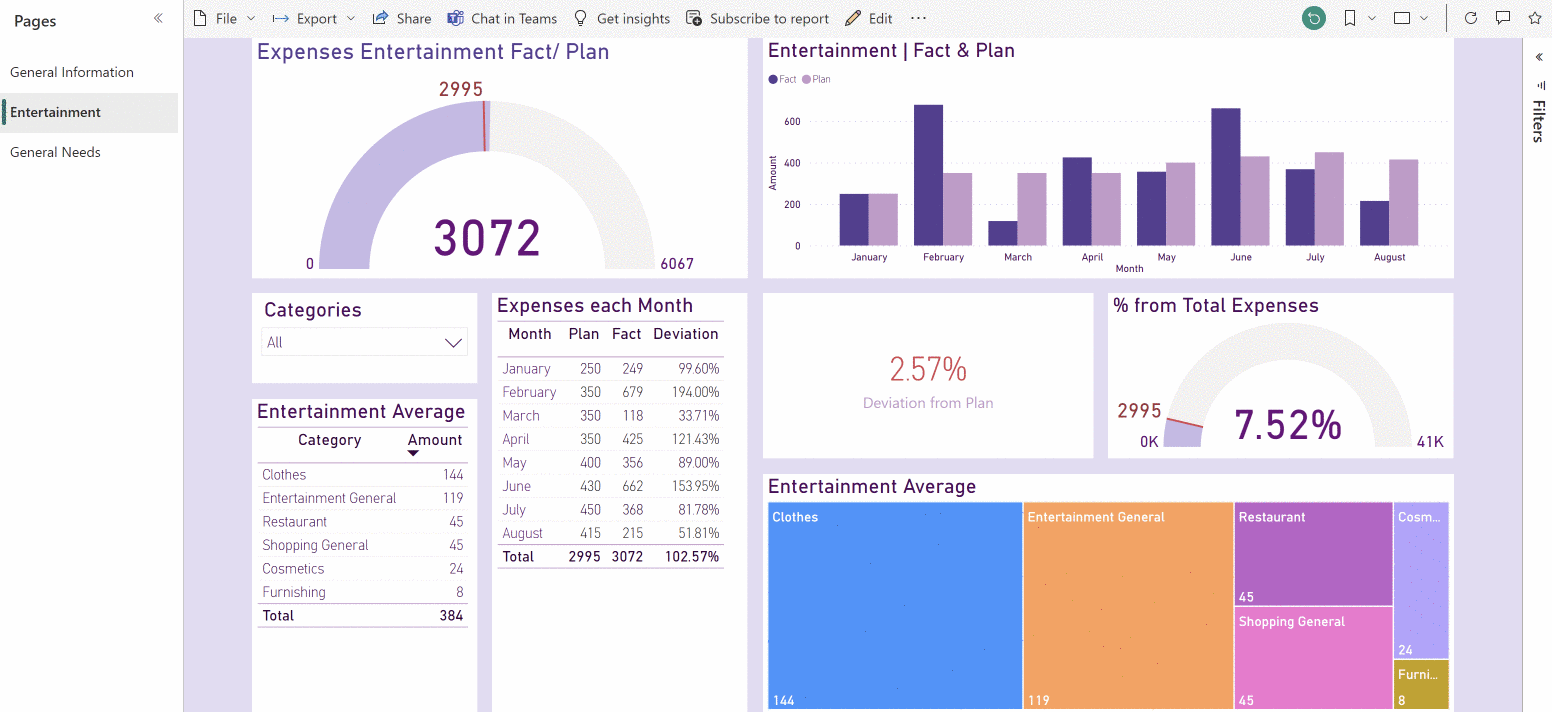 Pages
General Information
Entertainment
General Needs
File Export Share Chat in Teams Get insights Subscribe to report Edit
Expenses Entertainment Fact/ Plan
2995
3072
0
6067
Entertainment | Fact & Plan
Fact Plan
Amount
600
400
200
0
January February March April May June July August
Month
Categories
All
Entertainment Average
Category Amount
Clothes 144
Entertainment General 119
Restaurant 45
Shopping General 45
Cosmetics 24
Furnishing 8
Total 384
Expenses each Month
Month Plan Fact Deviation
January 250 249 99.60%
February 350 679 194.00%
March 350 118 33.71%
April 350 425 121.43%
May 400 356 89.00%
June 430 662 153.95%
July 450 368 81.78%
August 415 215 51.81%
Total 2995 3072 102.57%
2.57%
Deviation from Plan
% from Total Expenses
2995
7.52%
0K
41K
Entertainment Average
Clothes
144
Entertainment General
119
Restaurant
45
Shopping General
45
Cosm...
24
Furni...
8
Filters